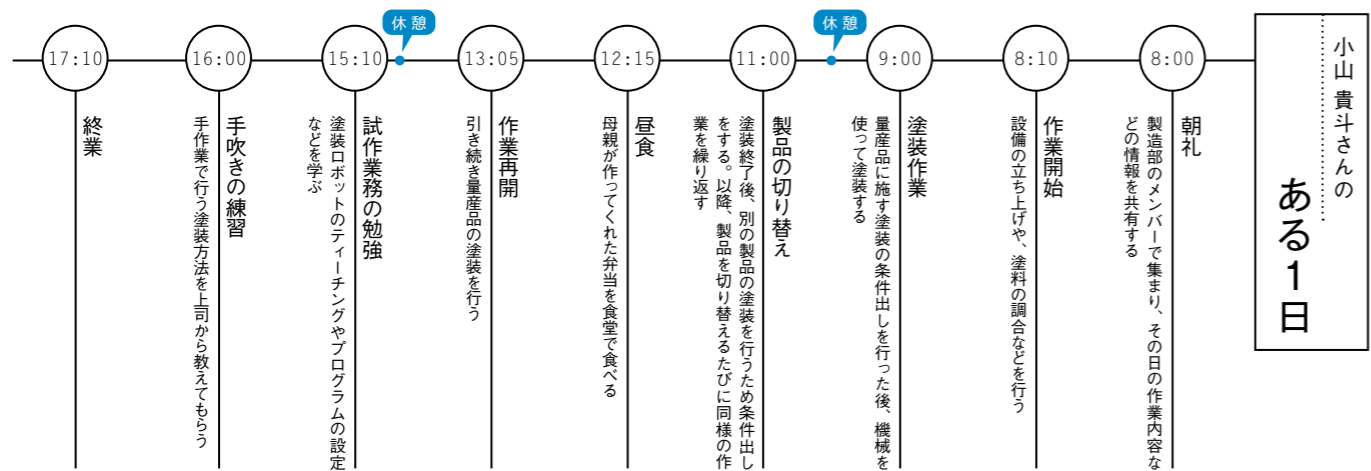 小山 貴斗さんの
ある1日
8:00
朝礼
製造部のメンバーで集まり、その日の作業内容な
どの情報を共有する
8:10
作業開始
設備の立ち上げや、塗料の調合などを行う
9:00
塗装作業
量産品に施す塗装の条件出しを行った後、機械を
使って塗装する
休憩
11:00
製品の切り替え
塗装終了後、別の製品の塗装を行うため条件出し
をする。以降、製品を切り替えるたびに同様の作
業を繰り返す
12:15
昼食
母親が作ってくれた弁当を食堂で食べる
13:05
作業再開
引き続き量産品の塗装を行う
休憩
15:10
試作業務の勉強
塗装ロボットのティーチングやプログラムの設定
などを学ぶ
16:00
手吹きの練習
手作業で行う塗装方法を上司から教えてもらう
17:10
終業